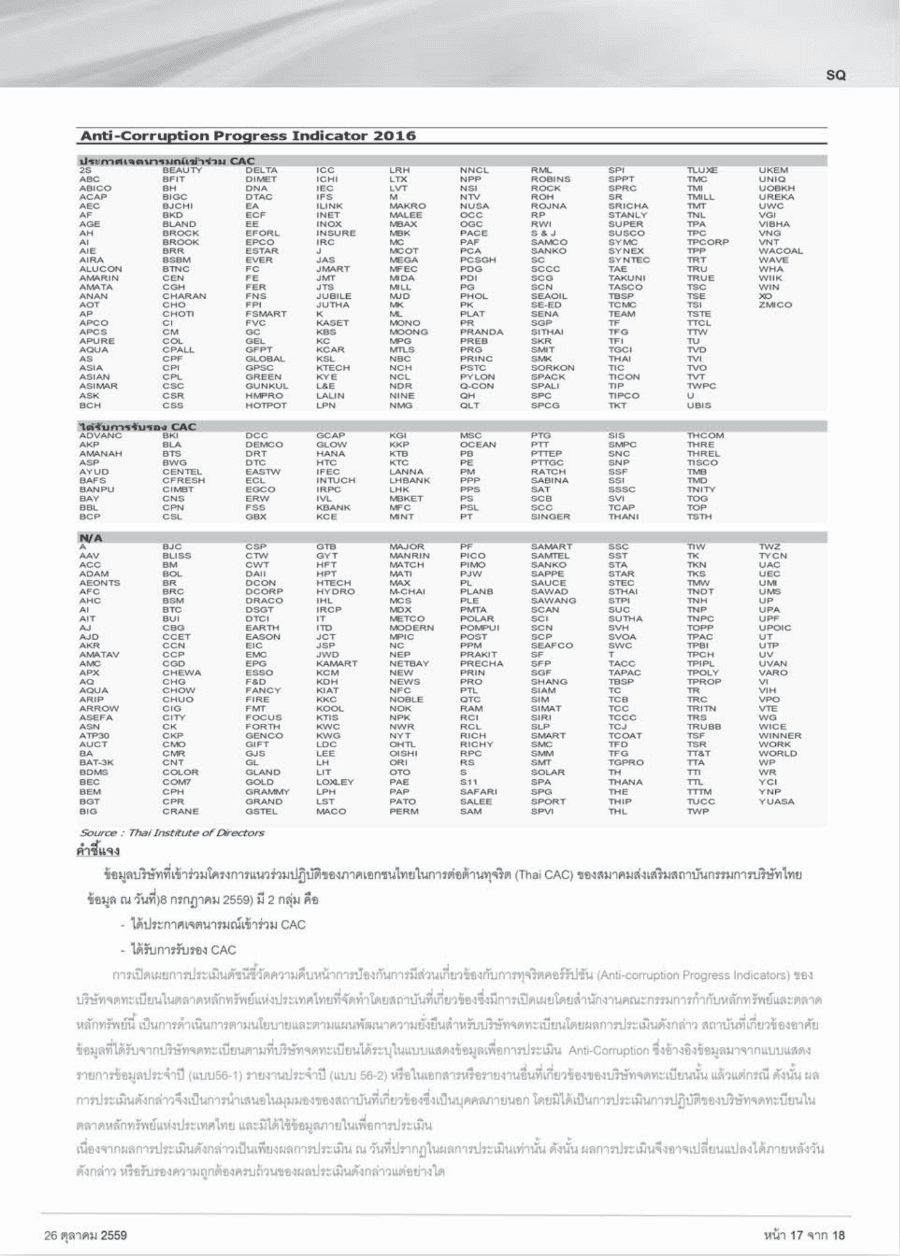 SQ
Anti-Corruption Progress Indicator 2016
ประกาศเจตนารมณ์เข้าร่วม CAC
2S BEAUTY DELTA ICC LRH NNCL RML SPI TLUXE UKEM
ABC BFIT DIMET ICHI LTX NPP ROBINS SPPT TMC UNIQ
ABICO BH DNA IEC LVT NSI ROCK SPRC TMI UOBKH
ACAP BIGC DTAC IFS M NTV ROH SR TMILL UREKA
AEC BJCHI EA ILINK MAKRO NUSA ROJNA SRICHA TMT UWC
AF BKD ECF INET MALEE OCC RP STANLY TNL VGI
AGE BLAND EE INOX MBAX OGC RWI SUPER TPA VIBHA
AH BROCK EFORL INSURE MBK PACE S & J SUSCO TPC VNG
AI BROOK EPCO IRC MC PAF SAMCO SYMC TPCORP VNT
AIE BRR ESTAR J MCOT PCA SANKO SYNEX TPP WACOAL
AIRA BSBM EVER JAS MEGA PCSGH SC SYNTEC TRT WAVE
ALUCON BTNC FC JMART MFEC PDG SCCC TAE TRU WHA
AMARIN CEN FE JMT MIDA PDI SCG TAKUNI TRUE WIIK
AMATA CGH FER JTS MILL PG SCN TASCO TSC WIN
ANAN CHARAN FNS JUBILE MJD PHOL SEAOIL TBSP TSE XO
AOT CHO FPI JUTHA MK PK SE-ED TCMC TSI ZMICO
AP CHOTI FSMART K ML PLAT SENA TEAM TSTE
APCO CI FVC KASET MONO PR SGP TF TTCL
APCS CM GC KBS MOONG PRANDA SITHAI TFG TTW
APURE COL GEL KC MPG PREB SKR TFI TU
AQUA CPALL GFPT KCAR MTLS PRG SMIT TGCI TVD
AS CPF GLOBAL KSL NBC PRINC SMK THAI TVI
ASIA CPI GPSC KTECH NCH PSTC SORKON TIC TVO
ASIAN CPL GREEN KYE NCL PYLON SPACK TICON TVT
ASIMAR CSC GUNKUL L&E NDR Q-CON SPALI TIP TWPC
ASK CSR HMPRO LALIN NINE QH SPC TIPCO U
BCH CSS HOTPOT LPN NMG QLT SPCG TKT UBIS
ได้รับการรับรอง CAC
ADVANC BKI DCC GCAP KGI MSC PTG SIS THCOM
AKP BLA DEMCO GLOW KKP OCEAN PTT SMPC THRE
AMANAH BTS DRT HANA KTB PB PTTEP SNC THREL
ASP BWG DTC HTC KTC PE PTTGC SNP TISCO
AYUD CENTEL EASTW IFEC LANNA PM RATCH SSF TMB
BAFS CFRESH ECL INTUCH LHBANK PPP SABINA SSI TMD
BANPU CIMBT EGCO IRPC LHK PPS SAT SSSC TNITY
BAY CNS ERW IVL MBKET PS SCB SVI TOG
BBL CPN FSS KBANK MFC PSL SCC TCAP TOP
BCP CSL GBX KCE MINT PT SINGER THANI TSTH
N/A
A BJC CSP GTB MAJOR PF SAMART SSC TIW TWZ
AAV BLISS CTW GYT MANRIN PICO SAMTEL SST TK TYCN
ACC BM CWT HFT MATCH PIMO SANKO STA TKN UAC
ADAM BOL DAII HPT MATI PJW SAPPE STAR TKS UEC
AEONTS BR DCON HTECH MAX PL SAUCE STEC TMW UMI
AFC BRC DCORP HYDRO M-CHAI PLANB SAWAD STHAI TNDT UMS
AHC BSM DRACO IHL MCS PLE SAWANG STPI TNH UP
AI BTC DSGT IRCP MDX PMTA SCAN SUC TNP UPA
AIT BUI DTCI IT METCO POLAR SCI SUTHA TNPC UPF
AJ CBG EARTH ITD MODERN POMPUI SCN SVH TOPP UPOIC
AJD CCET EASON JCT MPIC POST SCP SVOA TPAC UT
AKR CCN EIC JSP NC PPM SEAFCO SWC TPBI UTP
AMATAV CCP EMC JWD NEP PRAKIT SF T TPCH UV
AMC CGD EPG KAMART NETBAY PRECHA SFP TACC TPIPL UVAN
APX CHEWA ESSO KCM NEW PRIN SGF TAPAC TPOLY VARO
AQ CHG F&D KDH NEWS PRO SHANG TBSP TPROP VI
AQUA CHOW FANCY KIAT NFC PTL SIAM TC TR VIH
ARIP CHUO FIRE KKC NOBLE QTC SIM TCB TRC VPO
ARROW CIG FMT KOOL NOK RAM SIMAT TCC TRITN VTE
ASEFA CITY FOCUS KTIS NPK RCI SIRI TCCC TRS WG
ASN CK FORTH KWC NWR RCL SLP TCJ TRUBB WICE
ATP30 CKP GENCO KWG NYT RICH SMART TCOAT TSF WINNER
AUCT CMO GIFT LDC OHTL RICHY SMC TFD TSR WORK
BA CMR GJS LEE OISHI RPC SMM TFG TT&T WORLD
BAT-3K CNT GL LH ORI RS SMT TGPRO TTA WP
BDMS COLOR GLAND LIT OTO S SOLAR TH TTI WR
BEC COM7 GOLD LOXLEY PAE S11 SPA THANA TTL YCI
BEM CPH GRAMMY LPH PAP SAFARI SPG THE TTTM YNP
BGT CPR GRAND LST PATO SALEE SPORT THIP TUCC YUASA
BIG CRANE GSTEL MACO PERM SAM SPVI THL TWP
Source : Thai Institute of Directors
คำชี้แจง
ข้อมูลบริษัทที่เข้าร่วมโครงการแนวร่วมปฏิบัติของภาคเอกชนไทยในการต่อต้านทุจริต (Thai CAC) ของสมาคมส่งเสริมสถาบันกรรมการบริษัทไทย
ข้อมูล ณ วันที่)8 กรกฎาคม 2559) มี 2 กลุ่ม คือ
- ได้ประกาศเจตนารมณ์เข้าร่วม CAC
- ได้รับการรับรอง CAC
การเปิดเผยการประเมินดัชนีชี้วัดความคืบหน้าการป้องกันการมีส่วนเกี่ยวข้องกับการทุจริตคอร์รัปชัน (Anti-corruption Progress Indicators) ของ
บริษัทจดทะเบียนในตลาดหลักทรัพย์แห่งประเทศไทยที่จัดทำโดยสถาบันที่เกี่ยวข้องซึ่งมีการเปิดเผยโดยสำนักงานคณะกรรมการกำกับหลักทรัพย์และตลาด
หลักทรัพย์นี้ เป็นการดำเนินการตามนโยบายและตามแผนพัฒนาความยั่งยืนสำหรับบริษัทจดทะเบียนโดยผลการประเมินดังกล่าว สถาบันที่เกี่ยวข้องอาศัย
ข้อมูลที่ได้รับจากบริษัทจดทะเบียนตามที่บริษัทจดทะเบียนได้ระบุในแบบแสดงข้อมูลเพื่อการประเมิน Anti-Corruption ซึ่งอ้างอิงข้อมูลมาจากแบบแสดง
รายการข้อมูลประจำปี (แบบ56-1) รายงานประจำปี (แบบ 56-2) หรือในเอกสารหรือรายงานอื่นที่เกี่ยวข้องของบริษัทจดทะเบียนนั้น แล้วแต่กรณี ดังนั้น ผล
การประเมินดังกล่าวจึงเป็นการนำเสนอในมุมมองของสถาบันที่เกี่ยวข้องซึ่งเป็นบุคคลภายนอก โดยมิได้เป็นการประเมินการปฏิบัติของบริษัทจดทะเบียนใน
ตลาดหลักทรัพย์แห่งประเทศไทย และมิได้ใช้ข้อมูลภายในเพื่อการประเมิน
เนื่องจากผลการประเมินดังกล่าวเป็นเพียงผลการประเมิน ณ วันที่ปรากฏในผลการประเมินเท่านั้น ดังนั้น ผลการประเมินจึงอาจเปลี่ยนแปลงได้ภายหลังวัน
ดังกล่าว หรือรับรองความถูกต้องครบถ้วนของผลประเมินดังกล่าวแต่อย่างใด
26 ตุลาคม 2559
หน้า 17 จาก 18